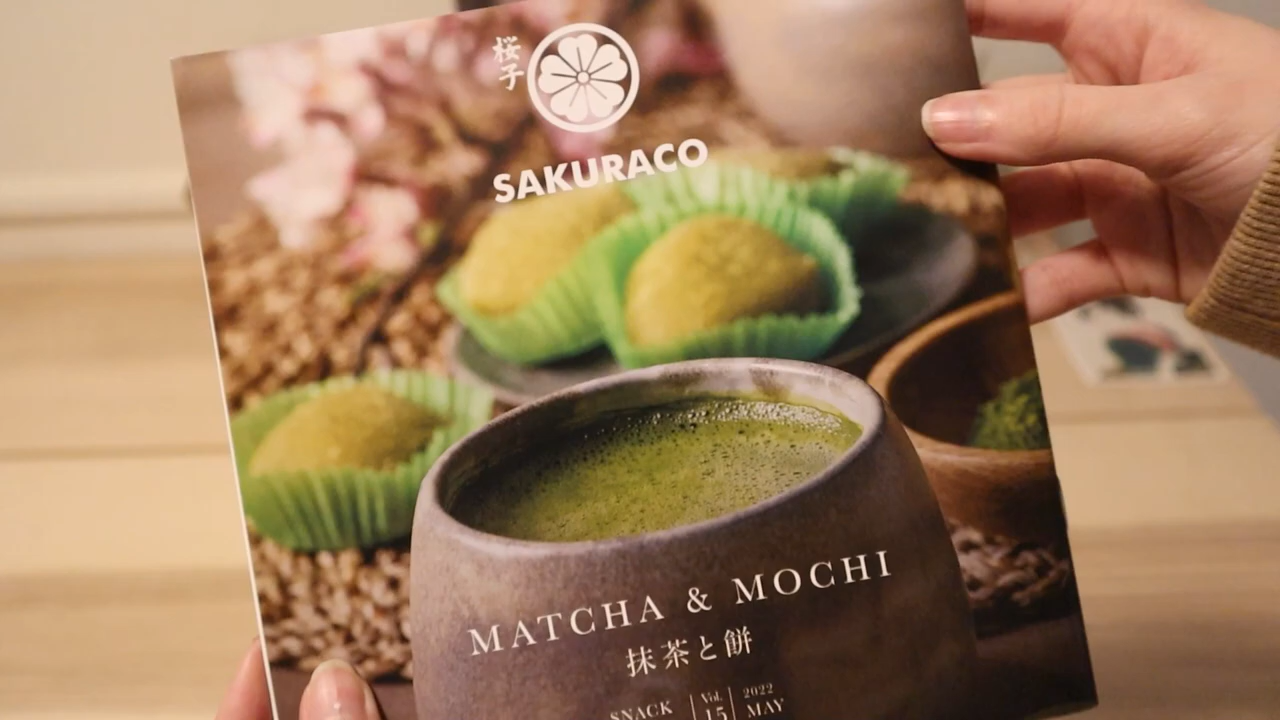 桜子
SAKURACO
MATCHA & MOCHI
抹茶と餅
SNACK
Vol. 15
2022 MAY